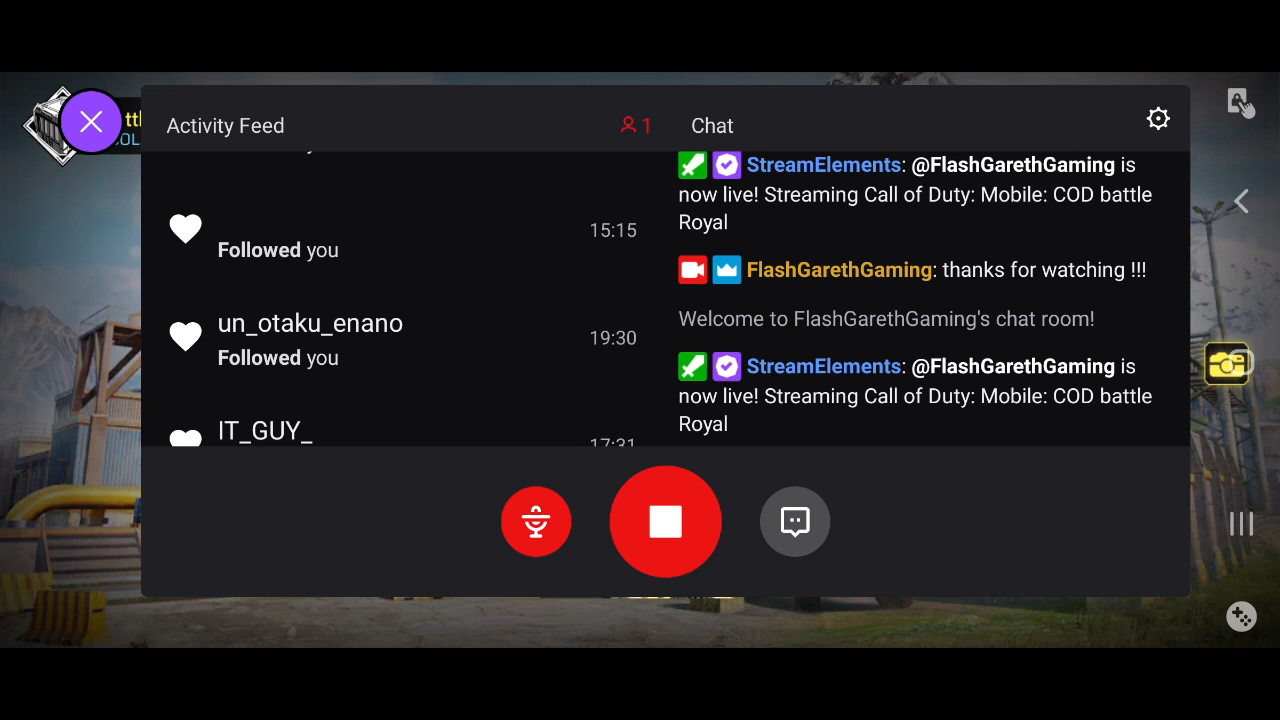 Activity Feed
1
Chat
15:15
Followed you
un_otaku_enano
Followed you
19:30
IT_GUY_
17:31
StreamElements: @FlashGarethGaming is
now live! Streaming Call of Duty: Mobile: COD battle
Royal
FlashGarethGaming: thanks for watching !!!
Welcome to FlashGarethGaming's chat room!
StreamElements: @FlashGarethGaming is
now live! Streaming Call of Duty: Mobile: COD battle
Royal